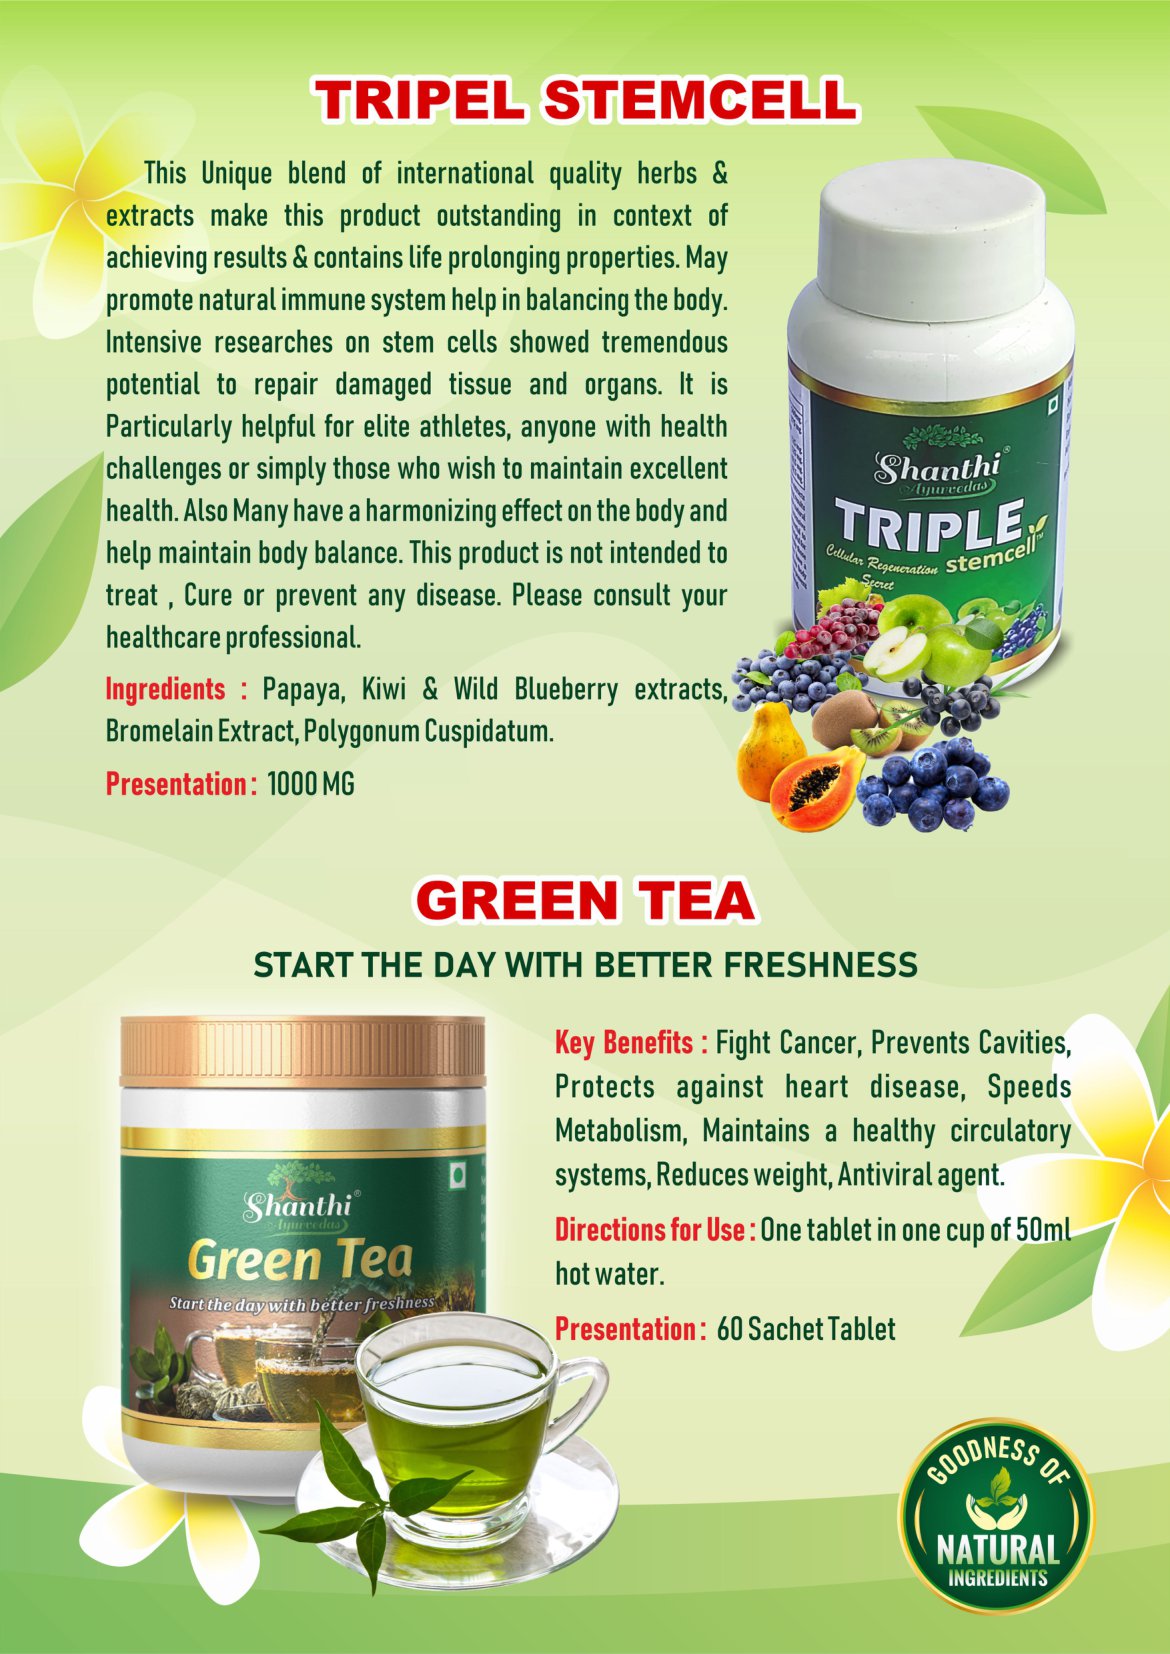 TRIPEL STEMCELL
This Unique blend of international quality herbs &
extracts make this product outstanding in context of
achieving results & contains life prolonging properties. May
promote natural immune system help in balancing the body.
Intensive researches on stem cells showed tremendous
potential to repair damaged tissue and organs. It is
Particularly helpful for elite athletes, anyone with health
challenges or simply those who wish to maintain excellent
health. Also Many have a harmonizing effect on the body and
help maintain body balance. This product is not intended to
treat , Cure or prevent any disease. Please consult your
healthcare professional.
Ingredients : Papaya, Kiwi & Wild Blueberry extracts,
Bromelain Extract, Polygonum Cuspidatum.
Presentation : 1000 MG
Shanthi®
Ayurvedas
TRIPLE
stemcell™
Cellular Regeneration
Secret
GREEN TEA
START THE DAY WITH BETTER FRESHNESS
Shanthi®
Ayurvedas
Green Tea
Start the day with better freshness
Key Benefits : Fight Cancer, Prevents Cavities,
Protects against heart disease, Speeds
Metabolism, Maintains a healthy circulatory
systems, Reduces weight, Antiviral agent.
Directions for Use : One tablet in one cup of 50ml
hot water.
Presentation : 60 Sachet Tablet
GOODNESS OF
NATURAL
INGREDIENTS